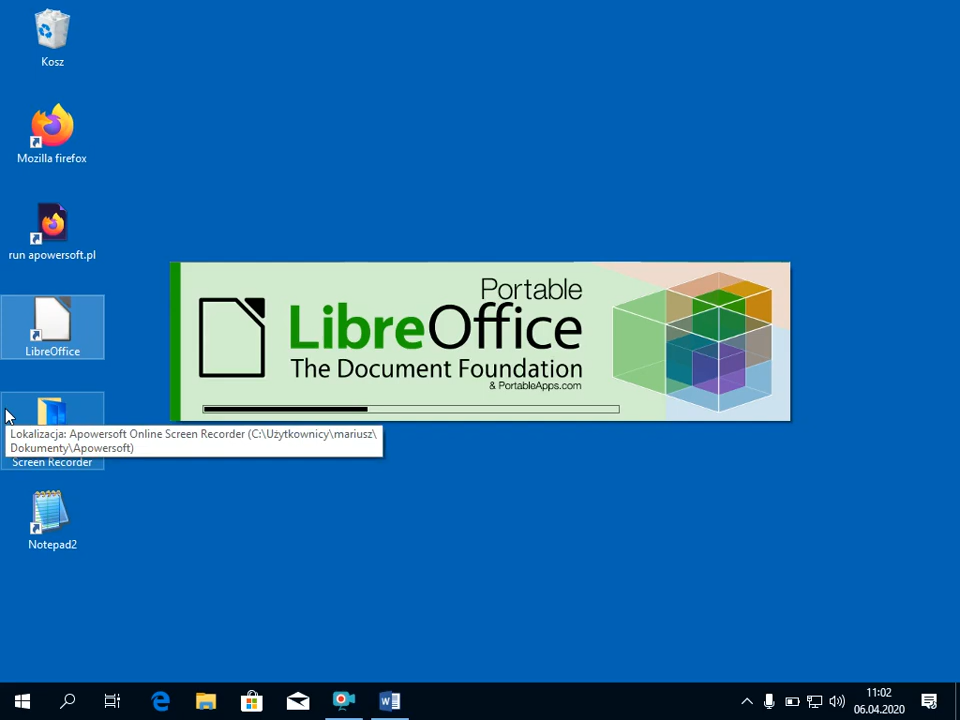 Kosz
Mozilla firefox
run apowersoft.pl
LibreOffice
Portable
LibreOffice
The Document Foundation
& PortableApps.com
Lokalizacja: Apowersoft Online Screen Recorder (C:\Użytkownicy\mariusz\
Dokumenty\Apowersoft)
Screen Recorder
Notepad2
W
11:02
06.04.2020